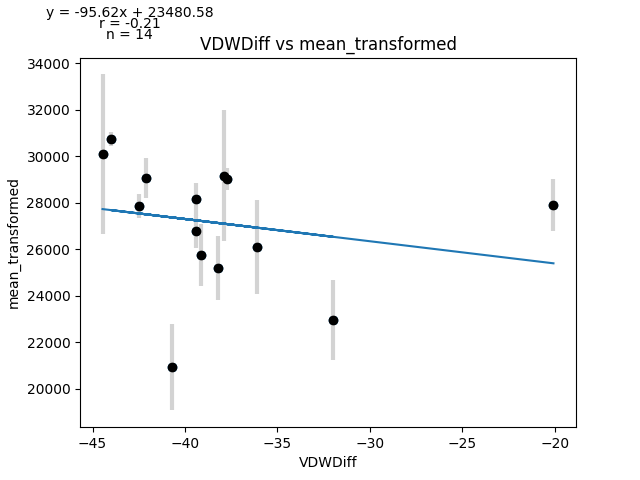 y = -95.62x + 23480.58
r = -0.21
n = 14
VDWDiff vs mean_transformed
34000
32000
30000
28000
26000
24000
22000
20000
mean_transformed
−45
−40
−35
−30
−25
−20
VDWDiff